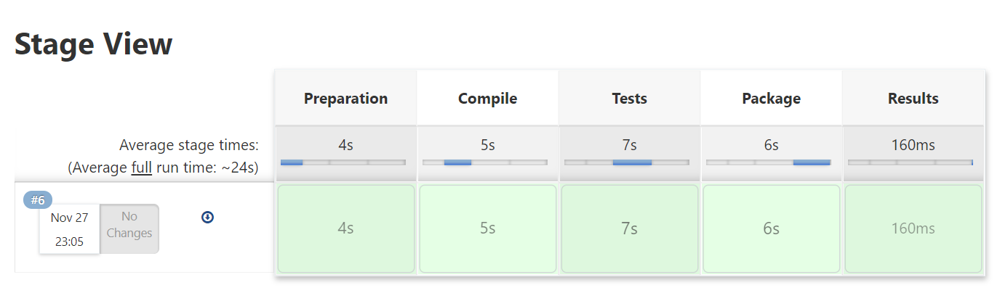 Stage View
Preparation Compile Tests Package Results
Average stage times: 4s 5s 7s 6s 160ms
(Average full run time: ~24s)
#6
Nov 27 No
Changes
23:05
4s 5s 7s 6s 160ms